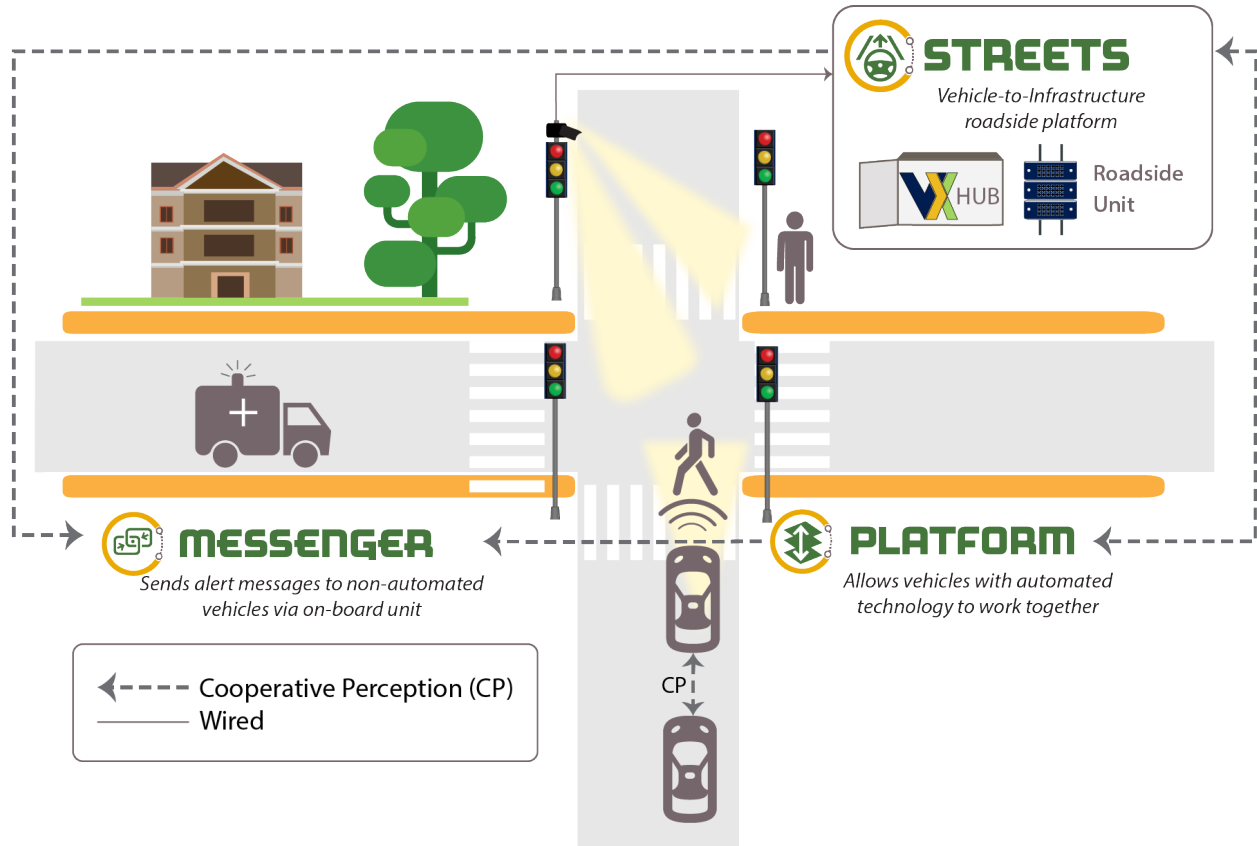 STREETS
Vehicle-to-Infrastructure
roadside platform
VX HUB
Roadside
Unit
MESSENGER
Sends alert messages to non-automated
vehicles via on-board unit
PLATFORM
Allows vehicles with automated
technology to work together
CP
Cooperative Perception (CP)
Wired